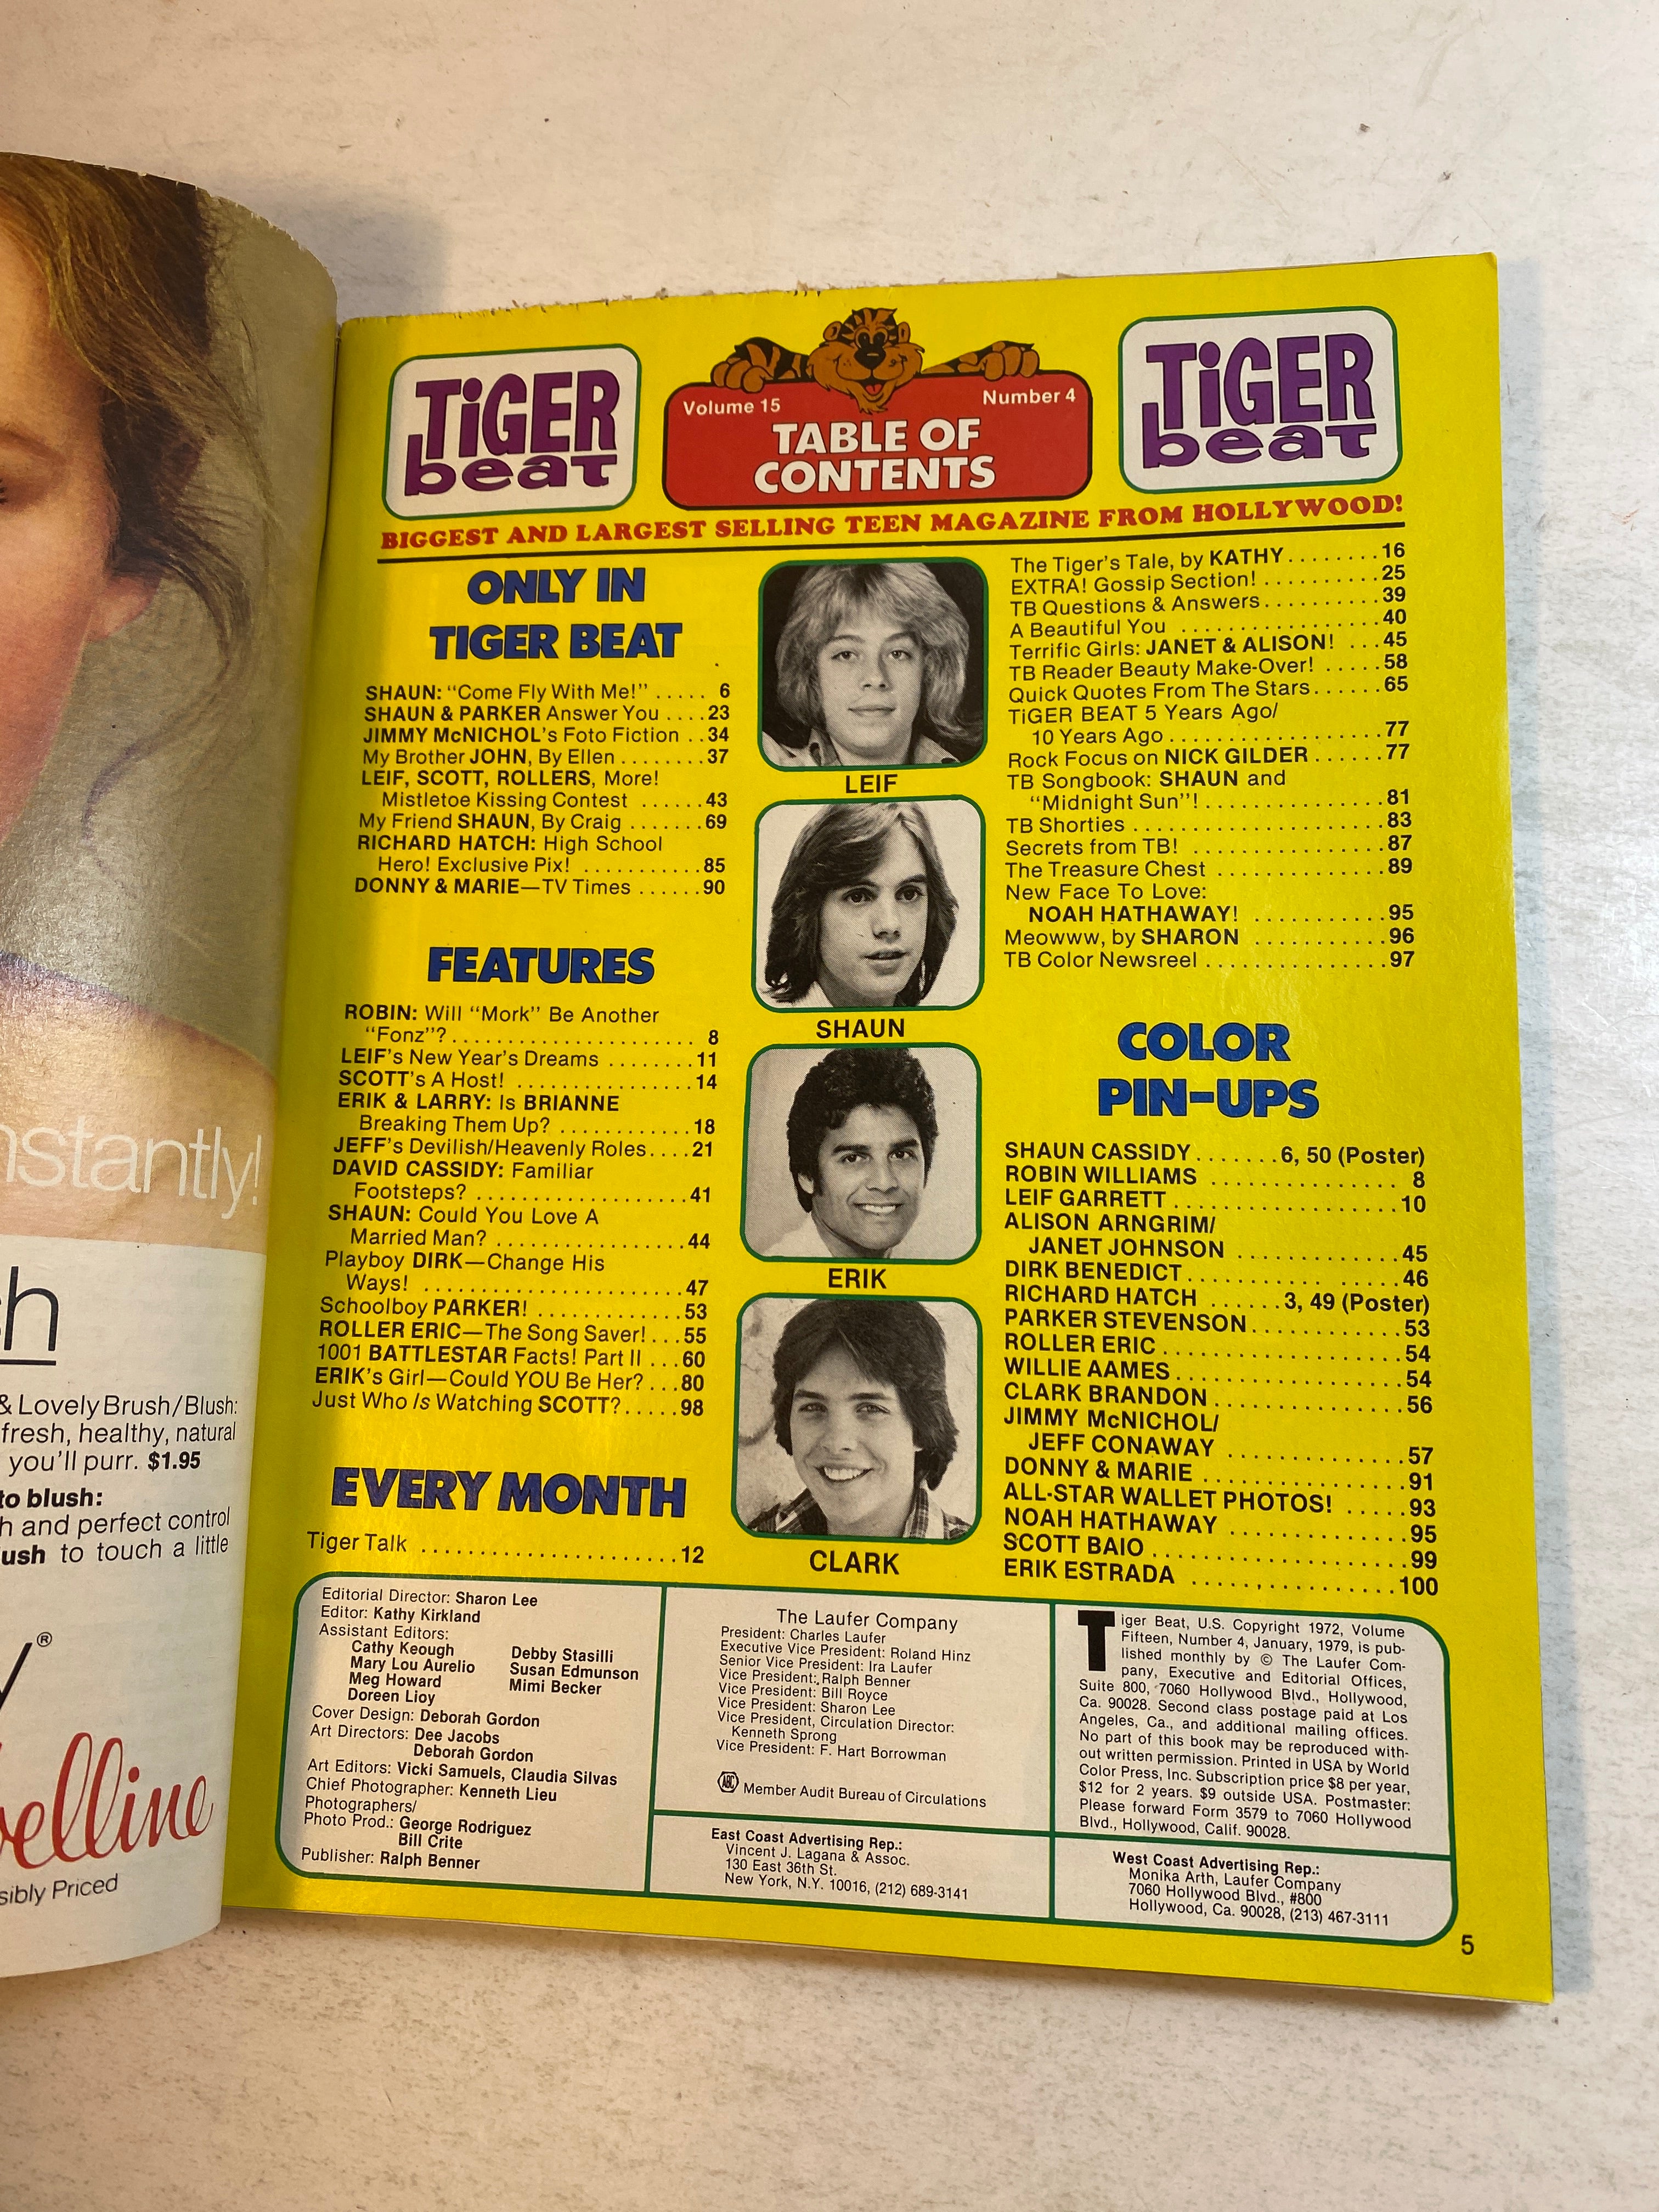 nstantly!
& Lovely Brush/Blush:
fresh, healthy, natural
you'll purr. $1.95
to blush:
and perfect control
to touch a little
®
Priced
TiGER
beat
Volume 15
Number 4
TABLE OF
CONTENTS
TiGER
beat
BIGGEST AND LARGEST SELLING TEEN MAGAZINE FROM HOLLYWOOD!
ONLY IN
TIGER BEAT
SHAUN: "Come Fly With Me!" ..... 6
SHAUN & PARKER Answer You ....23
JIMMY McNICHOL's Foto Fiction ..34
My Brother JOHN, By Ellen ........37
LEIF, SCOTT, ROLLERS, More!
Mistletoe Kissing Contest ......43
My Friend SHAUN, By Craig .......69
RICHARD HATCH: High School
Hero! Exclusive Pix! ..........85
DONNY & MARIE—TV Times ......90
FEATURES
ROBIN: Will "Mork" Be Another
"Fonz"?....................... 8
LEIF's New Year's Dreams ........11
SCOTT's A Host! ................14
ERIK & LARRY: Is BRIANNE
Breaking Them Up? ............18
JEFF's Devilish/Heavenly Roles....21
DAVID CASSIDY: Familiar
Footsteps? ...................41
SHAUN: Could You Love A
Married Man? .................44
Playboy DIRK—Change His
Ways! .......................47
Schoolboy PARKER! .............53
ROLLER ERIC—The Song Saver! ...55
1001 BATTLESTAR Facts! Part II ...60
ERIK's Girl—Could YOU Be Her? ...80
Just Who Is Watching SCOTT?.....98
EVERY MONTH
Tiger Talk .......................12
LEIF
SHAUN
ERIK
CLARK
The Tiger's Tale, by KATHY........16
EXTRA! Gossip Section! ..........25
TB Questions & Answers..........39
A Beautiful You .................40
Terrific Girls: JANET & ALISON! ...45
TB Reader Beauty Make-Over! .....58
Quick Quotes From The Stars......65
TiGER BEAT 5 Years Ago/
10 Years Ago ..................77
Rock Focus on NICK GILDER ......77
TB Songbook: SHAUN and
"Midnight Sun"! ...............81
TB Shorties .....................83
Secrets from TB! ................87
The Treasure Chest ..............89
New Face To Love:
NOAH HATHAWAY! ............95
Meowww, by SHARON ............96
TB Color Newsreel ...............97
COLOR
PIN-UPS
SHAUN CASSIDY.......6, 50 (Poster)
ROBIN WILLIAMS ............... 8
LEIF GARRETT ..................10
ALISON ARNGRIM/
JANET JOHNSON ............45
DIRK BENEDICT.................46
RICHARD HATCH ......3, 49 (Poster)
PARKER STEVENSON............53
ROLLER ERIC ...................54
WILLIE AAMES..................54
CLARK BRANDON ...............56
JIMMY McNICHOL/
JEFF CONAWAY .............57
DONNY & MARIE ................91
ALL-STAR WALLET PHOTOS! .....93
NOAH HATHAWAY ..............95
SCOTT BAIO ....................99
ERIK ESTRADA ................100
Editorial Director: Sharon Lee
Editor: Kathy Kirkland
Assistant Editors:
Cathy Keough
Mary Lou Aurelio
Meg Howard
Doreen Lioy
Debby Stasilli
Susan Edmunson
Mimi Becker
Cover Design: Deborah Gordon
Art Directors: Dee Jacobs
Deborah Gordon
Art Editors: Vicki Samuels, Claudia Silvas
Chief Photographer: Kenneth Lieu
Photographers/
Photo Prod.: George Rodriguez
Bill Crite
Publisher: Ralph Benner
The Laufer Company
President: Charles Laufer
Executive Vice President: Roland Hinz
Senior Vice President: Ira Laufer
Vice President: Ralph Benner
Vice President: Bill Royce
Vice President: Sharon Lee
Vice President, Circulation Director:
Kenneth Sprong
Vice President: F. Hart Borrowman
ABC Member Audit Bureau of Circulations
East Coast Advertising Rep.:
Vincent J. Lagana & Assoc.
130 East 36th St.
New York, N.Y. 10016, (212) 689-3141
Tiger Beat, U.S. Copyright 1972, Volume
Fifteen, Number 4, January, 1979, is pub-
lished monthly by © The Laufer Com-
pany, Executive and Editorial Offices,
Suite 800, 7060 Hollywood Blvd., Hollywood,
Ca. 90028. Second class postage paid at Los
Angeles, Ca., and additional mailing offices.
No part of this book may be reproduced with-
out written permission. Printed in USA by World
Color Press, Inc. Subscription price $8 per year,
$12 for 2 years. $9 outside USA. Postmaster:
Please forward Form 3579 to 7060 Hollywood
Blvd., Hollywood, Calif. 90028.
West Coast Advertising Rep.:
Monika Arth, Laufer Company
7060 Hollywood Blvd., #800
Hollywood, Ca. 90028, (213) 467-3111
5